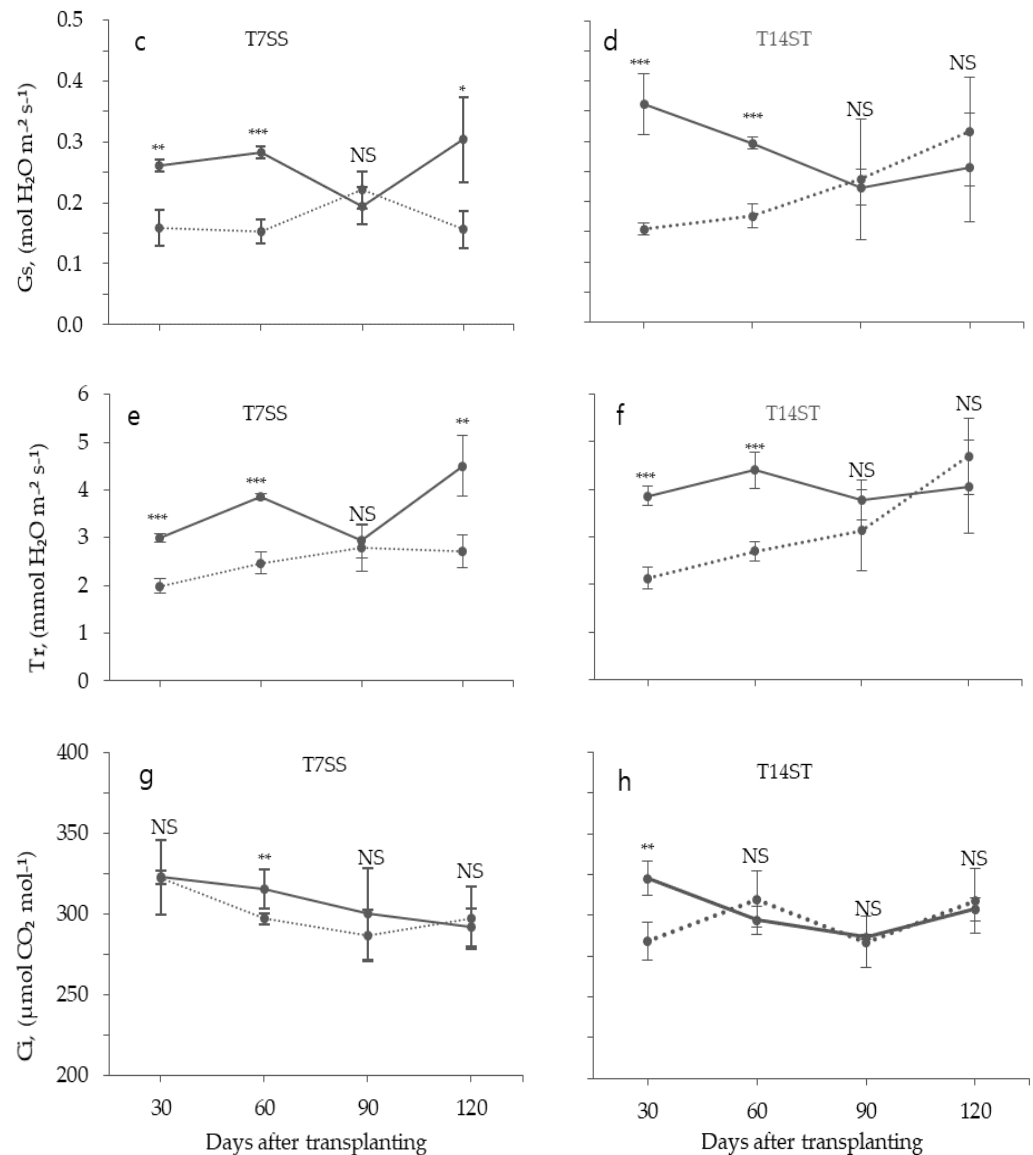 c T7SS
0.5
0.4
0.3
0.2
0.1
0.0
Gs, (mol H₂O m⁻² s⁻¹)
** *** NS *
d T14ST
*** *** NS NS
e T7SS
6
5
4
3
2
1
0
Tr, (mmol H₂O m⁻² s⁻¹)
*** *** NS **
f T14ST
*** *** NS NS
g T7SS
400
350
300
250
200
Ci, (µmol CO₂ mol⁻¹)
NS ** NS NS
30 60 90 120
Days after transplanting
h T14ST
** NS NS NS
30 60 90 120
Days after transplanting